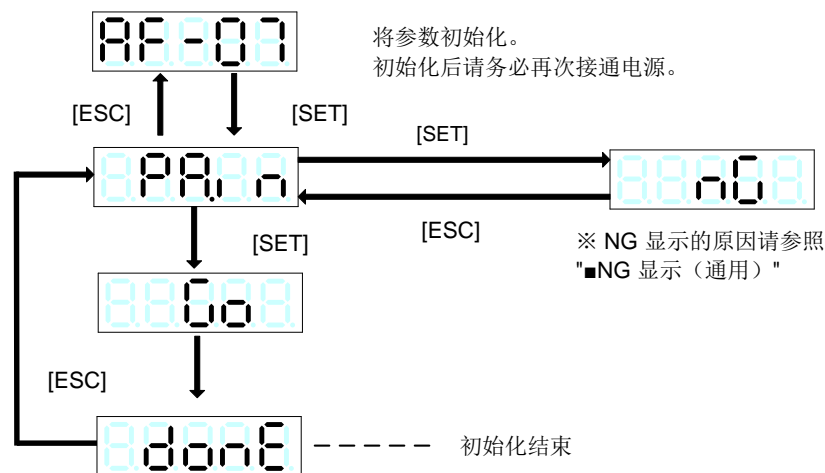 AF-07
将参数初始化。
初始化后请务必再次接通电源。
[ESC]
[SET]
[SET]
PA.in
nG
[ESC]
[SET]
※ NG 显示的原因请参照
"■NG 显示（通用）"
Go
[ESC]
donE
初始化结束